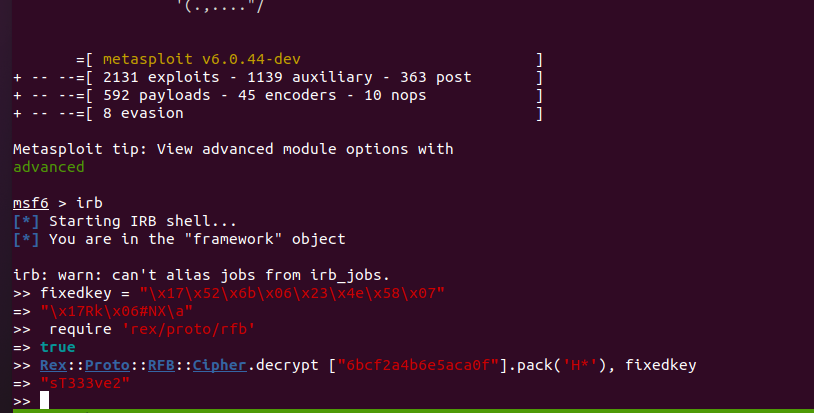 '(.,...."/
=[ metasploit v6.0.44-dev ]
+ -- --=[ 2131 exploits - 1139 auxiliary - 363 post ]
+ -- --=[ 592 payloads - 45 encoders - 10 nops ]
+ -- --=[ 8 evasion ]
Metasploit tip: View advanced module options with
advanced
msf6 > irb
[*] Starting IRB shell...
[*] You are in the "framework" object
irb: warn: can't alias jobs from irb_jobs.
>> fixedkey = "\x17\x52\x6b\x06\x23\x4e\x58\x07"
=> "\x17Rk\x06#NX\a"
>>  require 'rex/proto/rfb'
=> true
>> Rex::Proto::RFB::Cipher.decrypt ["6bcf2a4b6e5aca0f"].pack('H*'), fixedkey
=> "sT333ve2"
>>